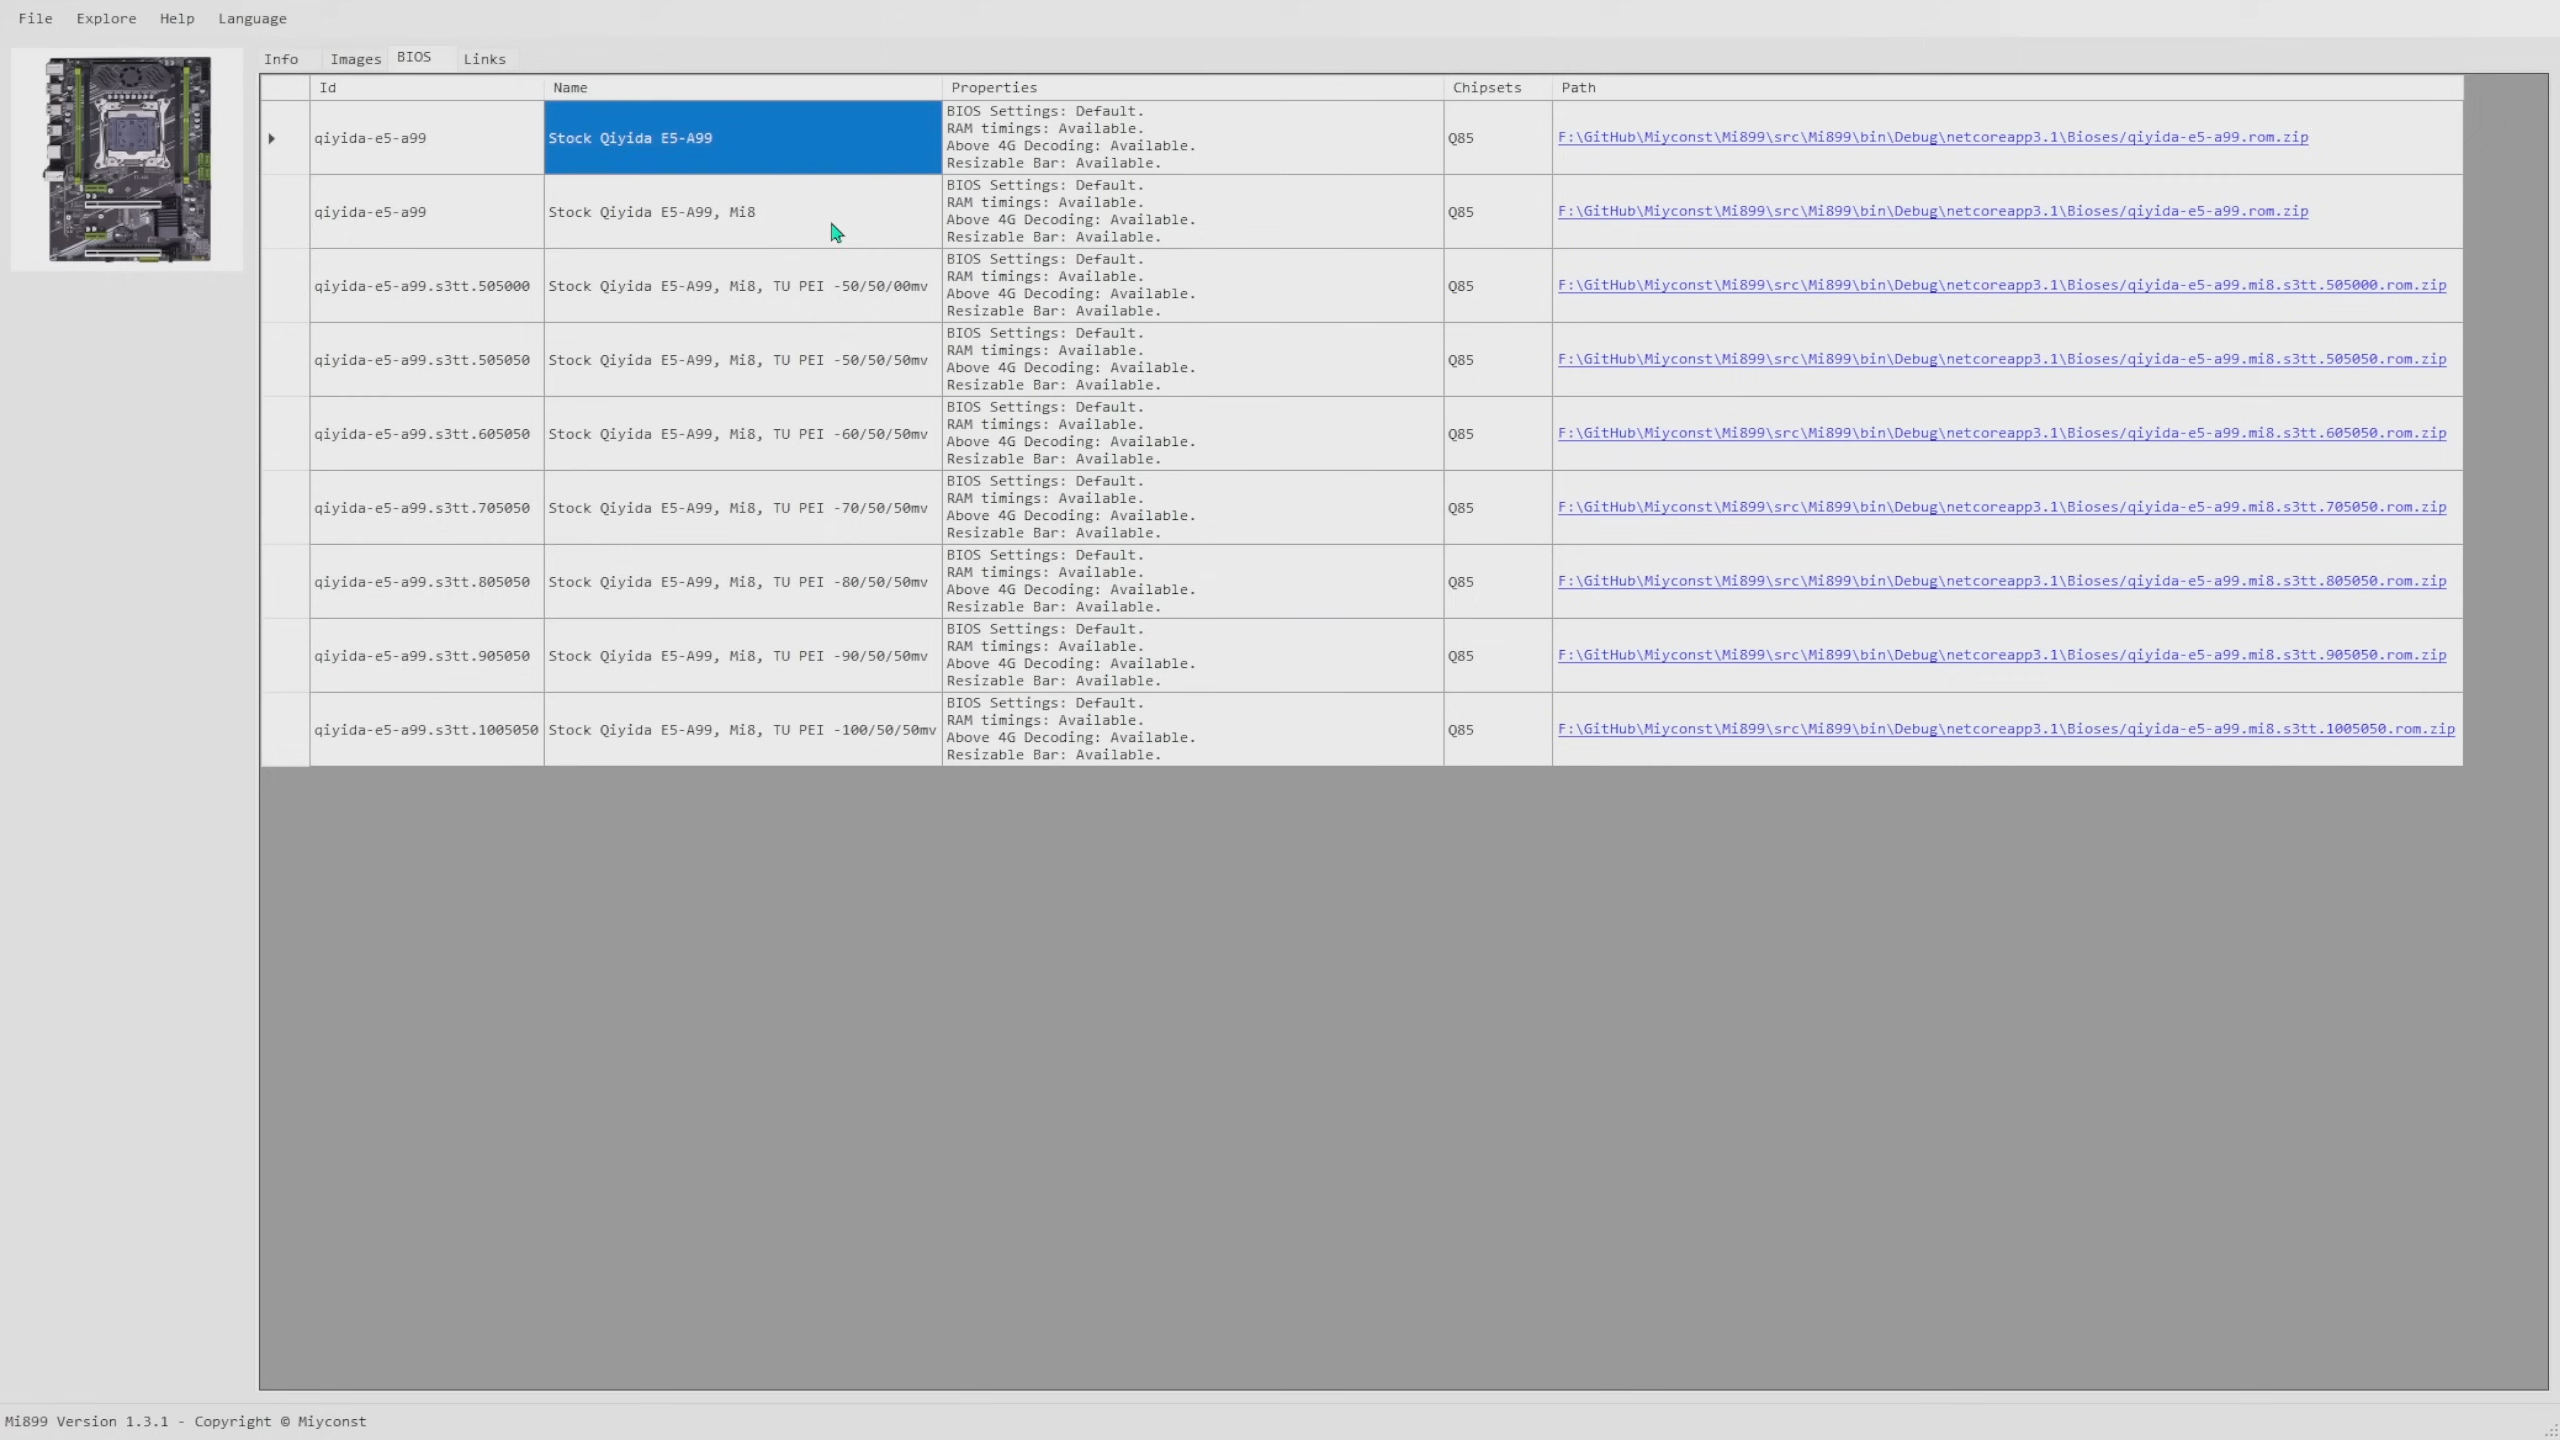 File Explore Help Language
Info Images BIOS Links
Id Name Properties Chipsets Path
qiyida-e5-a99 Stock Qiyida E5-A99 BIOS Settings: Default.
RAM timings: Available.
Above 4G Decoding: Available.
Resizable Bar: Available. Q85 F:\GitHub\Miyconst\Mi899\src\Mi899\bin\Debug\netcoreapp3.1\Bioses/qiyida-e5-a99.rom.zip
qiyida-e5-a99 Stock Qiyida E5-A99, Mi8 BIOS Settings: Default.
RAM timings: Available.
Above 4G Decoding: Available.
Resizable Bar: Available. Q85 F:\GitHub\Miyconst\Mi899\src\Mi899\bin\Debug\netcoreapp3.1\Bioses/qiyida-e5-a99.rom.zip
qiyida-e5-a99.s3tt.505000 Stock Qiyida E5-A99, Mi8, TU PEI -50/50/00mv BIOS Settings: Default.
RAM timings: Available.
Above 4G Decoding: Available.
Resizable Bar: Available. Q85 F:\GitHub\Miyconst\Mi899\src\Mi899\bin\Debug\netcoreapp3.1\Bioses/qiyida-e5-a99.mi8.s3tt.505000.rom.zip
qiyida-e5-a99.s3tt.505050 Stock Qiyida E5-A99, Mi8, TU PEI -50/50/50mv BIOS Settings: Default.
RAM timings: Available.
Above 4G Decoding: Available.
Resizable Bar: Available. Q85 F:\GitHub\Miyconst\Mi899\src\Mi899\bin\Debug\netcoreapp3.1\Bioses/qiyida-e5-a99.mi8.s3tt.505050.rom.zip
qiyida-e5-a99.s3tt.605050 Stock Qiyida E5-A99, Mi8, TU PEI -60/50/50mv BIOS Settings: Default.
RAM timings: Available.
Above 4G Decoding: Available.
Resizable Bar: Available. Q85 F:\GitHub\Miyconst\Mi899\src\Mi899\bin\Debug\netcoreapp3.1\Bioses/qiyida-e5-a99.mi8.s3tt.605050.rom.zip
qiyida-e5-a99.s3tt.705050 Stock Qiyida E5-A99, Mi8, TU PEI -70/50/50mv BIOS Settings: Default.
RAM timings: Available.
Above 4G Decoding: Available.
Resizable Bar: Available. Q85 F:\GitHub\Miyconst\Mi899\src\Mi899\bin\Debug\netcoreapp3.1\Bioses/qiyida-e5-a99.mi8.s3tt.705050.rom.zip
qiyida-e5-a99.s3tt.805050 Stock Qiyida E5-A99, Mi8, TU PEI -80/50/50mv BIOS Settings: Default.
RAM timings: Available.
Above 4G Decoding: Available.
Resizable Bar: Available. Q85 F:\GitHub\Miyconst\Mi899\src\Mi899\bin\Debug\netcoreapp3.1\Bioses/qiyida-e5-a99.mi8.s3tt.805050.rom.zip
qiyida-e5-a99.s3tt.905050 Stock Qiyida E5-A99, Mi8, TU PEI -90/50/50mv BIOS Settings: Default.
RAM timings: Available.
Above 4G Decoding: Available.
Resizable Bar: Available. Q85 F:\GitHub\Miyconst\Mi899\src\Mi899\bin\Debug\netcoreapp3.1\Bioses/qiyida-e5-a99.mi8.s3tt.905050.rom.zip
qiyida-e5-a99.s3tt.1005050 Stock Qiyida E5-A99, Mi8, TU PEI -100/50/50mv BIOS Settings: Default.
RAM timings: Available.
Above 4G Decoding: Available.
Resizable Bar: Available. Q85 F:\GitHub\Miyconst\Mi899\src\Mi899\bin\Debug\netcoreapp3.1\Bioses/qiyida-e5-a99.mi8.s3tt.1005050.rom.zip
Mi899 Version 1.3.1 - Copyright © Miyconst